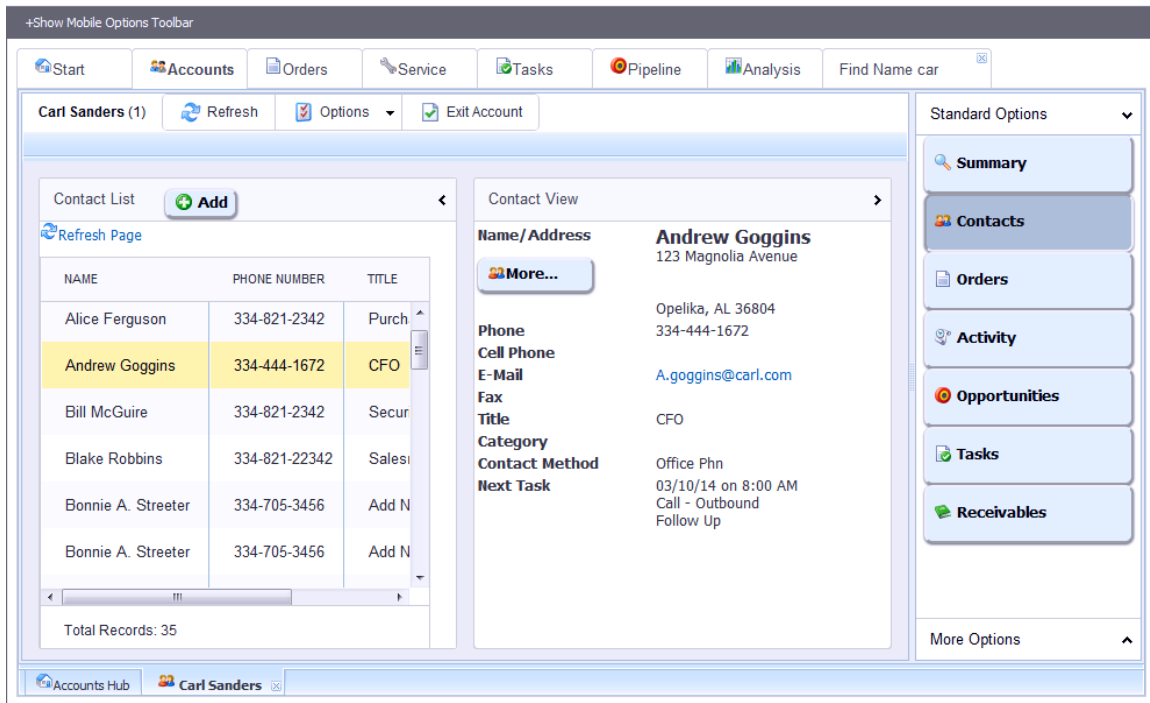 +Show Mobile Options Toolbar
Start Accounts Orders Service Tasks Pipeline Analysis Find Name car
Carl Sanders (1) Refresh Options Exit Account
Standard Options
Summary
Contacts
Orders
Activity
Opportunities
Tasks
Receivables
More Options
Contact List Add
Refresh Page
NAME PHONE NUMBER TITLE
Alice Ferguson 334-821-2342 Purch
Andrew Goggins 334-444-1672 CFO
Bill McGuire 334-821-2342 Secur
Blake Robbins 334-821-22342 Sales
Bonnie A. Streeter 334-705-3456 Add N
Bonnie A. Streeter 334-705-3456 Add N
Total Records: 35
Contact View
Name/Address Andrew Goggins
123 Magnolia Avenue
More...
Opelika, AL 36804
Phone 334-444-1672
Cell Phone
E-Mail A.goggins@carl.com
Fax
Title CFO
Category
Contact Method Office Phn
Next Task 03/10/14 on 8:00 AM
Call - Outbound
Follow Up
Accounts Hub Carl Sanders